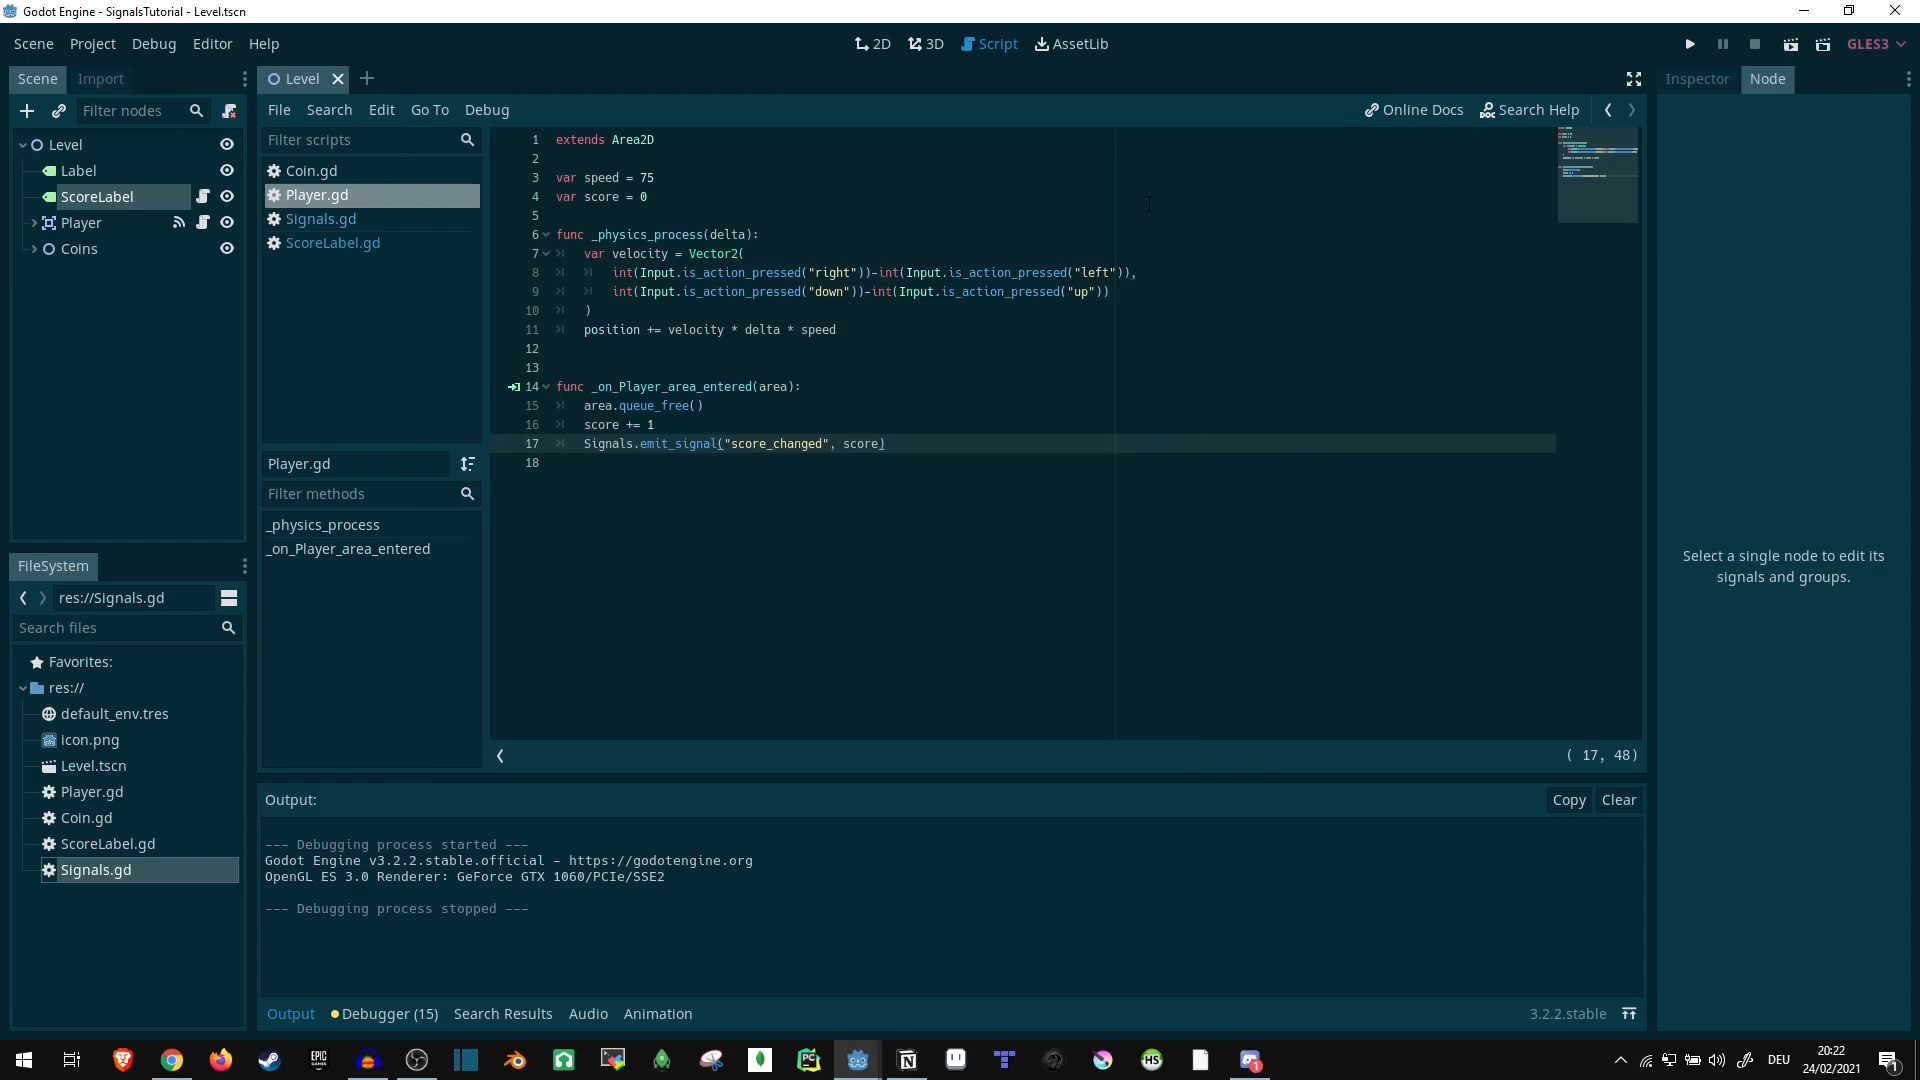 Godot Engine - SignalsTutorial - Level.tscn
Scene Project Debug Editor Help
2D 3D Script AssetLib
GLES3
Scene Import
Level
Inspector Node
Filter nodes
File Search Edit Go To Debug
Online Docs Search Help
Level
Label
ScoreLabel
Player
Coins
Filter scripts
Coin.gd
Player.gd
Signals.gd
ScoreLabel.gd
1 extends Area2D
2
3 var speed = 75
4 var score = 0
5
6 func _physics_process(delta):
7 var velocity = Vector2(
8 int(Input.is_action_pressed("right"))-int(Input.is_action_pressed("left")),
9 int(Input.is_action_pressed("down"))-int(Input.is_action_pressed("up"))
10 )
11 position += velocity * delta * speed
12
13
14 func _on_Player_area_entered(area):
15 area.queue_free()
16 score += 1
17 Signals.emit_signal("score_changed", score)
18
Player.gd
Filter methods
_physics_process
_on_Player_area_entered
( 17, 48)
Select a single node to edit its
signals and groups.
FileSystem
res://Signals.gd
Search files
Favorites:
res://
default_env.tres
icon.png
Level.tscn
Player.gd
Coin.gd
ScoreLabel.gd
Signals.gd
Output:
Copy Clear
--- Debugging process started ---
Godot Engine v3.2.2.stable.official - https://godotengine.org
OpenGL ES 3.0 Renderer: GeForce GTX 1060/PCIe/SSE2
--- Debugging process stopped ---
Output Debugger (15) Search Results Audio Animation
3.2.2.stable
EPIC
GAMES
PC
N
HS
1
DEU
20:22
24/02/2021
1